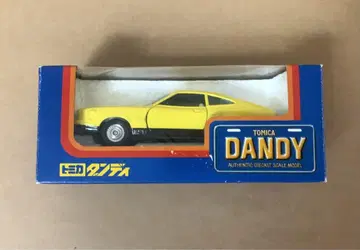 トミカ ダンディ
TOMICA
DANDY
AUTHENTIC DIECAST SCALE MODEL